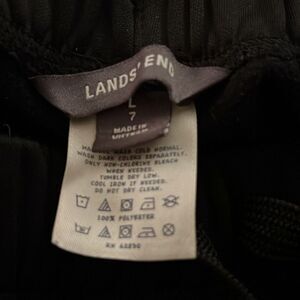 LANDS' END
L
7
MADE IN
VIETNAM
MACHINE WASH COLD NORMAL.
WASH DARK COLORS SEPARATELY.
ONLY NON-CHLORINE BLEACH
WHEN NEEDED.
TUMBLE DRY LOW.
COOL IRON IF NEEDED.
DO NOT DRY CLEAN.
100% POLYESTER